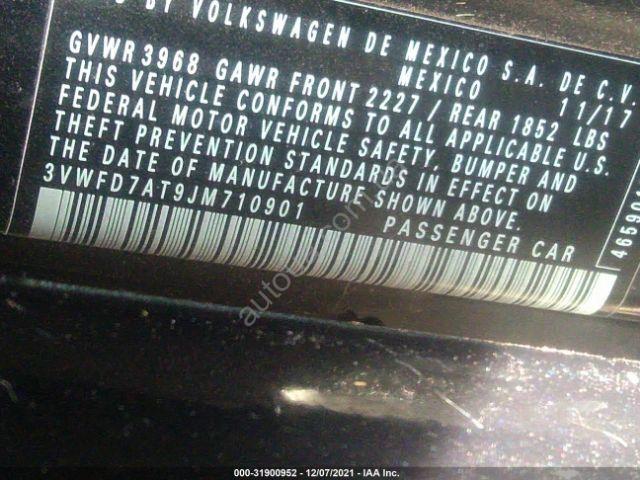 BY VOLKSWAGEN DE MEXICO S.A. DE C.V.
MEXICO 11/17
GVWR 3968 GAWR FRONT 2227 / REAR 1852 LBS
THIS VEHICLE CONFORMS TO ALL APPLICABLE U.S.
FEDERAL MOTOR VEHICLE SAFETY, BUMPER AND
THEFT PREVENTION STANDARDS IN EFFECT ON
THE DATE OF MANUFACTURE SHOWN ABOVE.
3VWFD7AT9JM710901 PASSENGER CAR
000-31900952 - 12/07/2021 - IAA Inc.